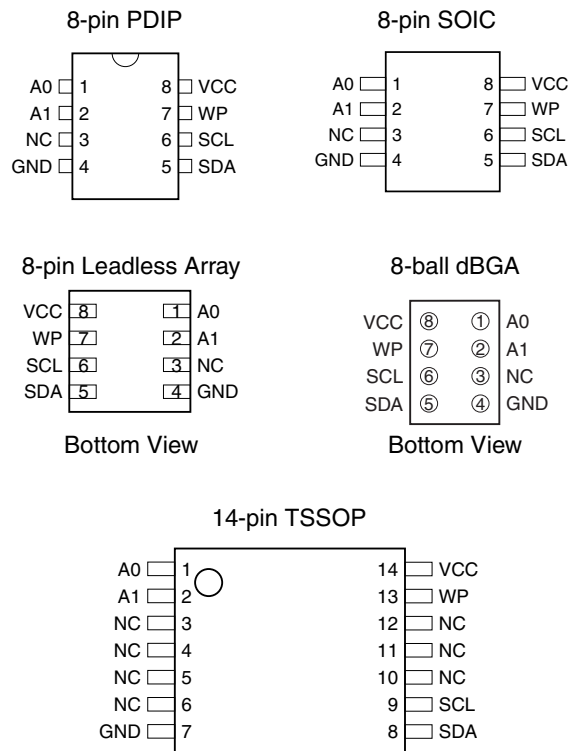 8-pin PDIP
A0 1 8 VCC
A1 2 7 WP
NC 3 6 SCL
GND 4 5 SDA
8-pin SOIC
A0 1 8 VCC
A1 2 7 WP
NC 3 6 SCL
GND 4 5 SDA
8-pin Leadless Array
VCC 8 1 A0
WP 7 2 A1
SCL 6 3 NC
SDA 5 4 GND
Bottom View
8-ball dBGA
VCC 8 1 A0
WP 7 2 A1
SCL 6 3 NC
SDA 5 4 GND
Bottom View
14-pin TSSOP
A0 1 14 VCC
A1 2 13 WP
NC 3 12 NC
NC 4 11 NC
NC 5 10 NC
NC 6 9 SCL
GND 7 8 SDA